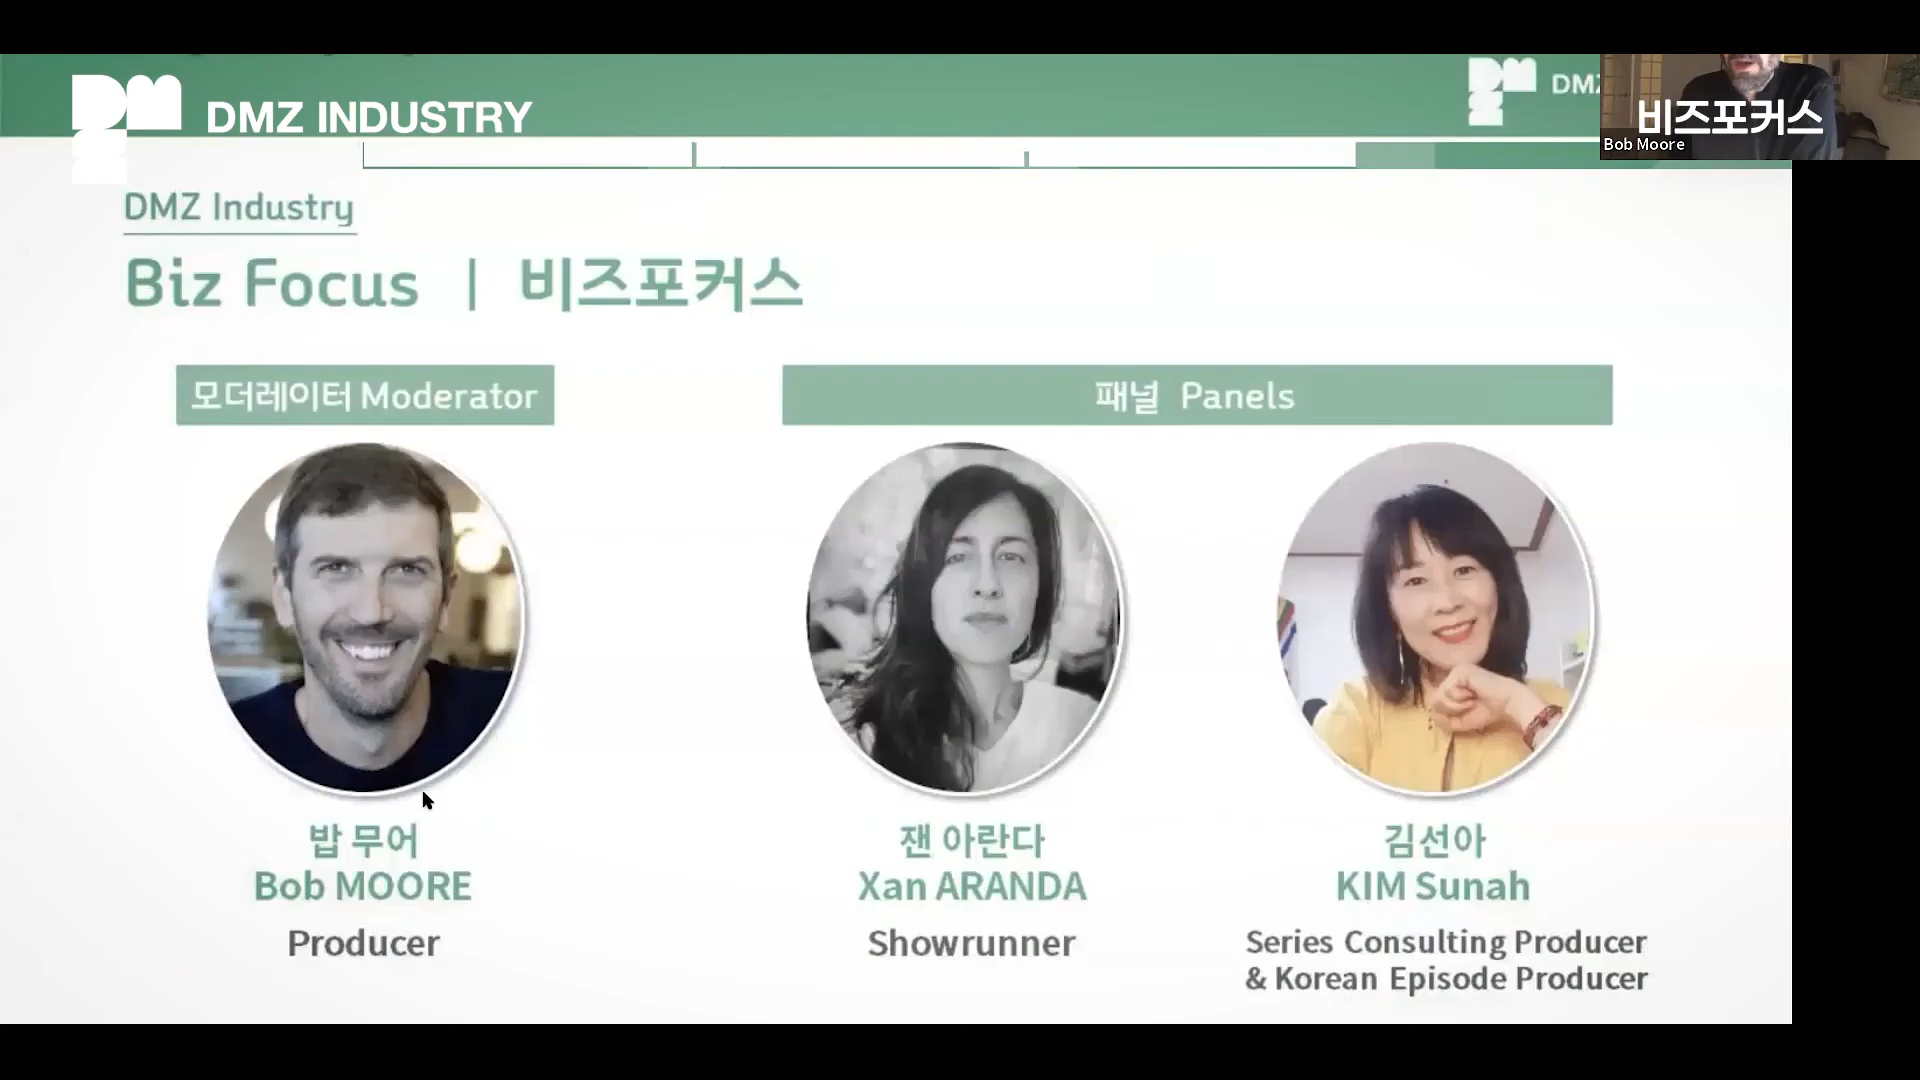 DMZ INDUSTRY
DMZ
비즈포커스
Bob Moore
DMZ Industry
Biz Focus | 비즈포커스
모더레이터 Moderator
패널 Panels
밥 무어
Bob MOORE
Producer
잰 아란다
Xan ARANDA
Showrunner
김선아
KIM Sunah
Series Consulting Producer
& Korean Episode Producer